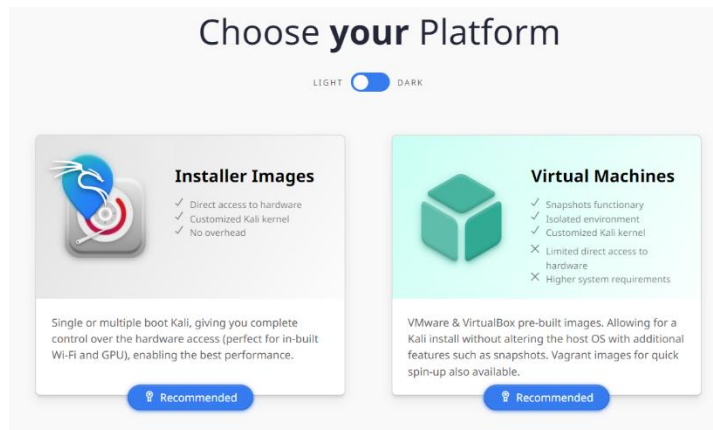 Choose your Platform
LIGHT DARK
Installer Images
Direct access to hardware
Customized Kali kernel
No overhead
Single or multiple boot Kali, giving you complete
control over the hardware access (perfect for in-built
Wi-Fi and GPU), enabling the best performance.
Recommended
Virtual Machines
Snapshots functionary
Isolated environment
Customized Kali kernel
Limited direct access to
hardware
Higher system requirements
VMware & VirtualBox pre-built images. Allowing for a
Kali install without altering the host OS with additional
features such as snapshots. Vagrant images for quick
spin-up also available.
Recommended